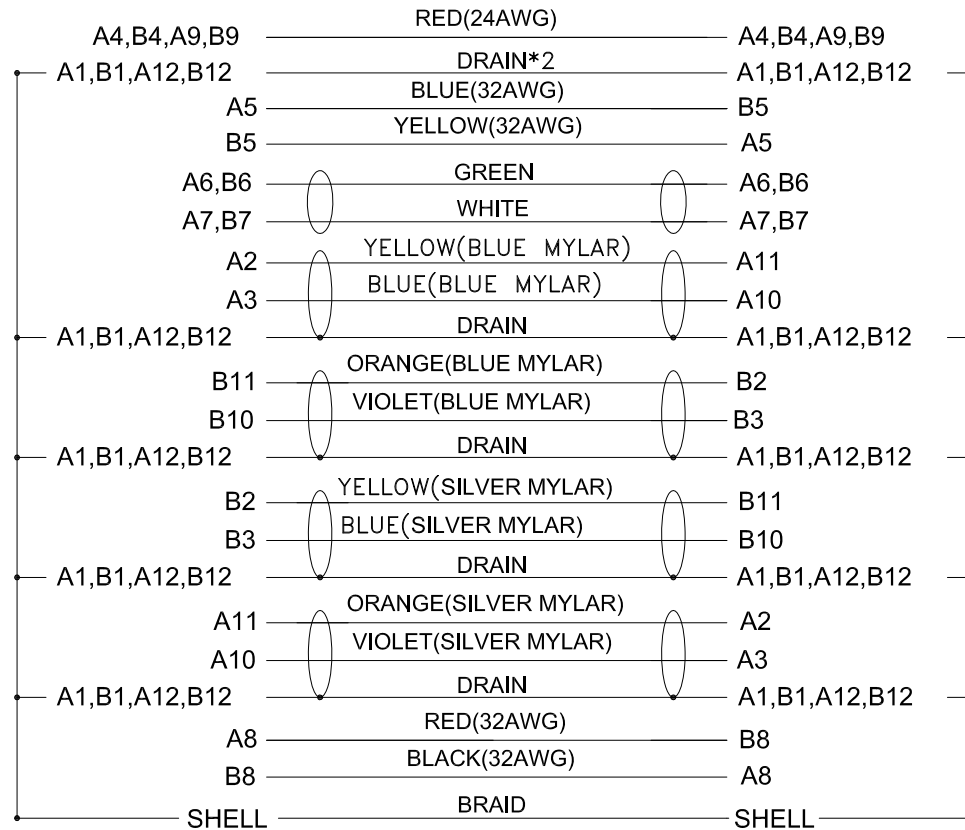 RED(24AWG)
A4,B4,A9,B9 A4,B4,A9,B9
DRAIN*2
A1,B1,A12,B12 A1,B1,A12,B12
BLUE(32AWG)
A5 B5
YELLOW(32AWG)
B5 A5
GREEN
A6,B6 A6,B6
WHITE
A7,B7 A7,B7
YELLOW(BLUE MYLAR)
A2 A11
BLUE(BLUE MYLAR)
A3 A10
DRAIN
A1,B1,A12,B12 A1,B1,A12,B12
ORANGE(BLUE MYLAR)
B11 B2
VIOLET(BLUE MYLAR)
B10 B3
DRAIN
A1,B1,A12,B12 A1,B1,A12,B12
YELLOW(SILVER MYLAR)
B2 B11
BLUE(SILVER MYLAR)
B3 B10
DRAIN
A1,B1,A12,B12 A1,B1,A12,B12
ORANGE(SILVER MYLAR)
A11 A2
VIOLET(SILVER MYLAR)
A10 A3
DRAIN
A1,B1,A12,B12 A1,B1,A12,B12
RED(32AWG)
A8 B8
BLACK(32AWG)
B8 A8
BRAID
SHELL SHELL